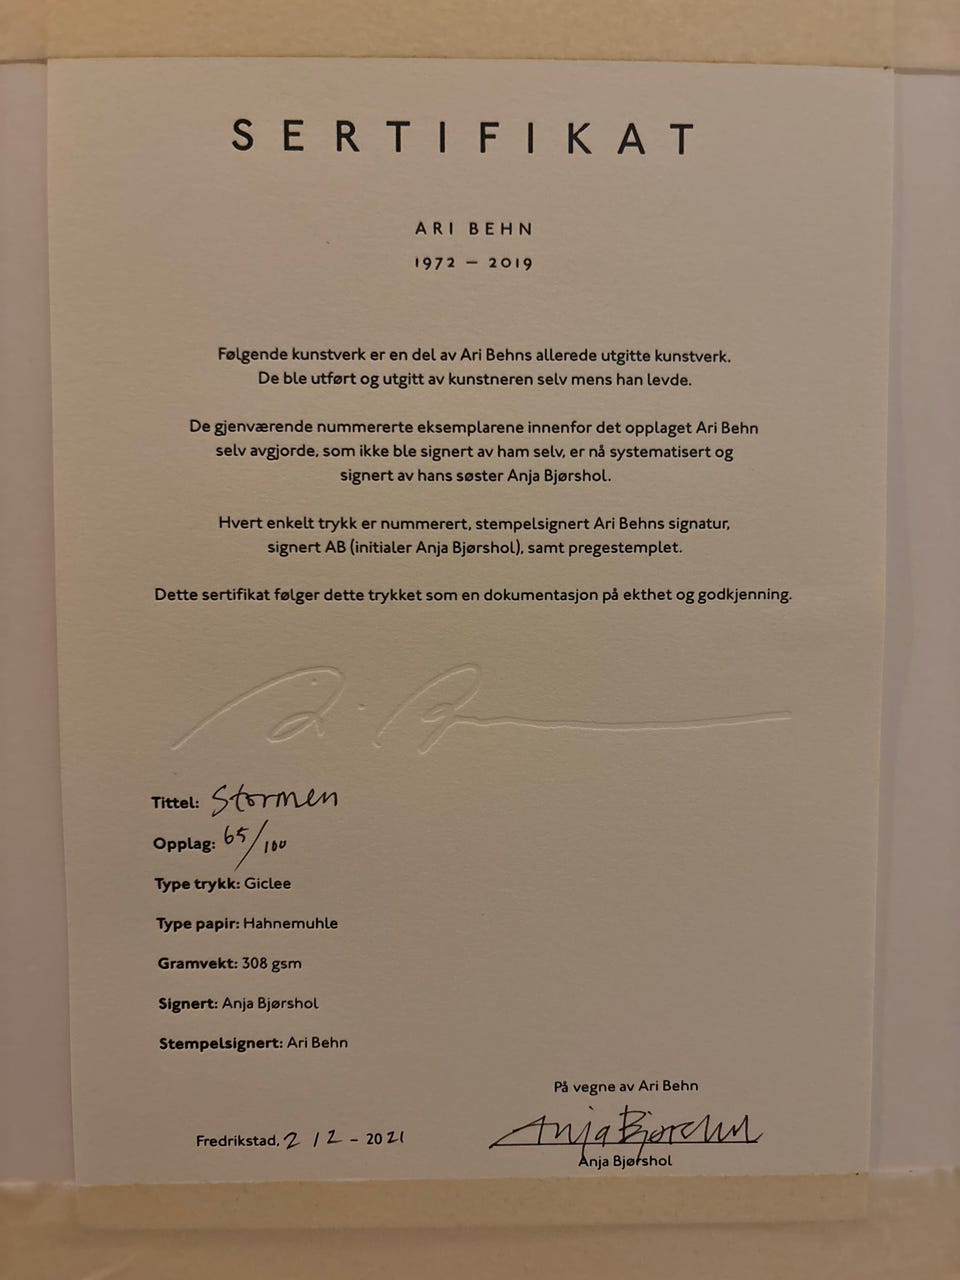 SERTIFIKAT
ARI BEHN
1972 – 2019
Følgende kunstverk er en del av Ari Behns allerede utgitte kunstverk.
De ble utført og utgitt av kunstneren selv mens han levde.
De gjenværende nummererte eksemplarene innenfor det opplaget Ari Behn
selv avgjorde, som ikke ble signert av ham selv, er nå systematisert og
signert av hans søster Anja Bjørshol.
Hvert enkelt trykk er nummerert, stempelsignert Ari Behns signatur,
signert AB (initialer Anja Bjørshol), samt pregestemplet.
Dette sertifikat følger dette trykket som en dokumentasjon på ekthet og godkjenning.
A. B
Tittel: Stormen
Opplag: 65/100
Type trykk: Giclee
Type papir: Hahnemuhle
Gramvekt: 308 gsm
Signert: Anja Bjørshol
Stempelsignert: Ari Behn
På vegne av Ari Behn
Anja Bjørshol
Fredrikstad, 2 / 2 - 2021
Anja Bjørshol